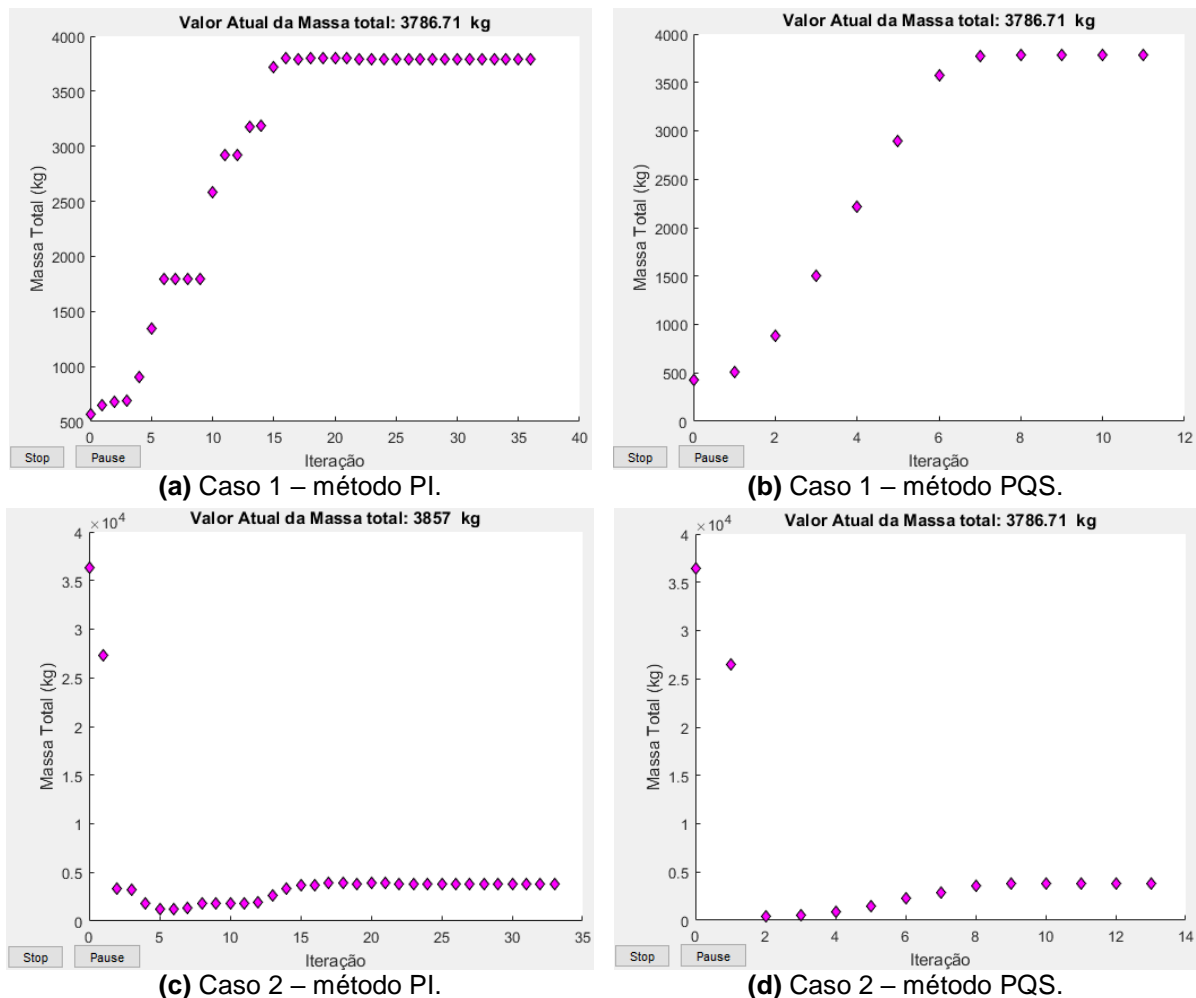 Valor Atual da Massa total: 3786.71 kg
4000
3500
3000
2500
2000
1500
1000
500
Massa Total (kg)
0 5 10 15 20 25 30 35 40
Iteração
Stop Pause
(a) Caso 1 – método PI.
Valor Atual da Massa total: 3786.71 kg
4000
3500
3000
2500
2000
1500
1000
500
0
Massa Total (kg)
0 2 4 6 8 10 12
Iteração
Stop Pause
(b) Caso 1 – método PQS.
Valor Atual da Massa total: 3857 kg
×10⁴
4
3.5
3
2.5
2
1.5
1
0.5
0
Massa Total (kg)
0 5 10 15 20 25 30 35
Iteração
Stop Pause
(c) Caso 2 – método PI.
Valor Atual da Massa total: 3786.71 kg
×10⁴
4
3.5
3
2.5
2
1.5
1
0.5
0
Massa Total (kg)
0 2 4 6 8 10 12 14
Iteração
Stop Pause
(d) Caso 2 – método PQS.